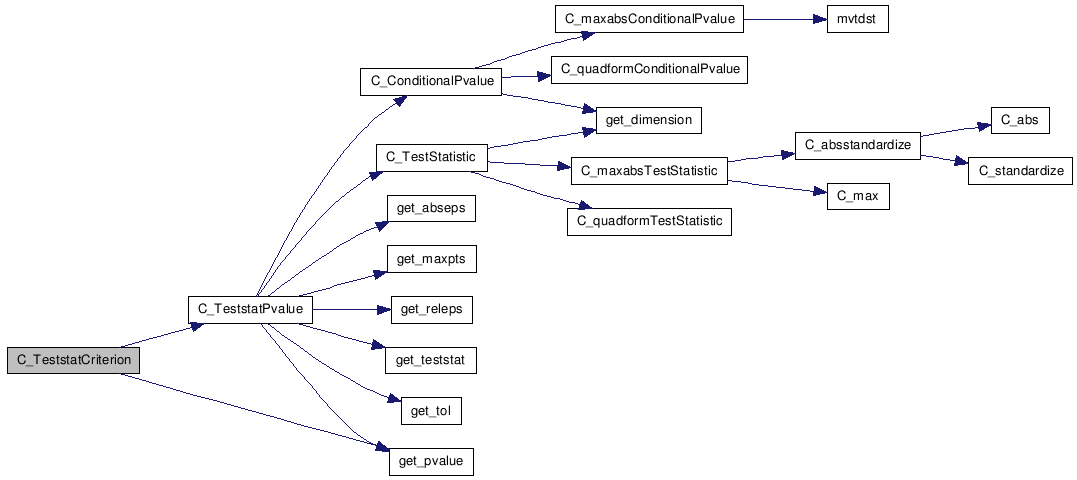 C_maxabsConditionalPvalue
mvtdst
C_ConditionalPvalue
C_quadformConditionalPvalue
get_dimension
C_abs
C_TestStatistic
C_absstandardize
C_maxabsTestStatistic
C_standardize
C_max
get_abseps
C_quadformTestStatistic
get_maxpts
C_TeststatPvalue
get_releps
C_TeststatCriterion
get_teststat
get_tol
get_pvalue